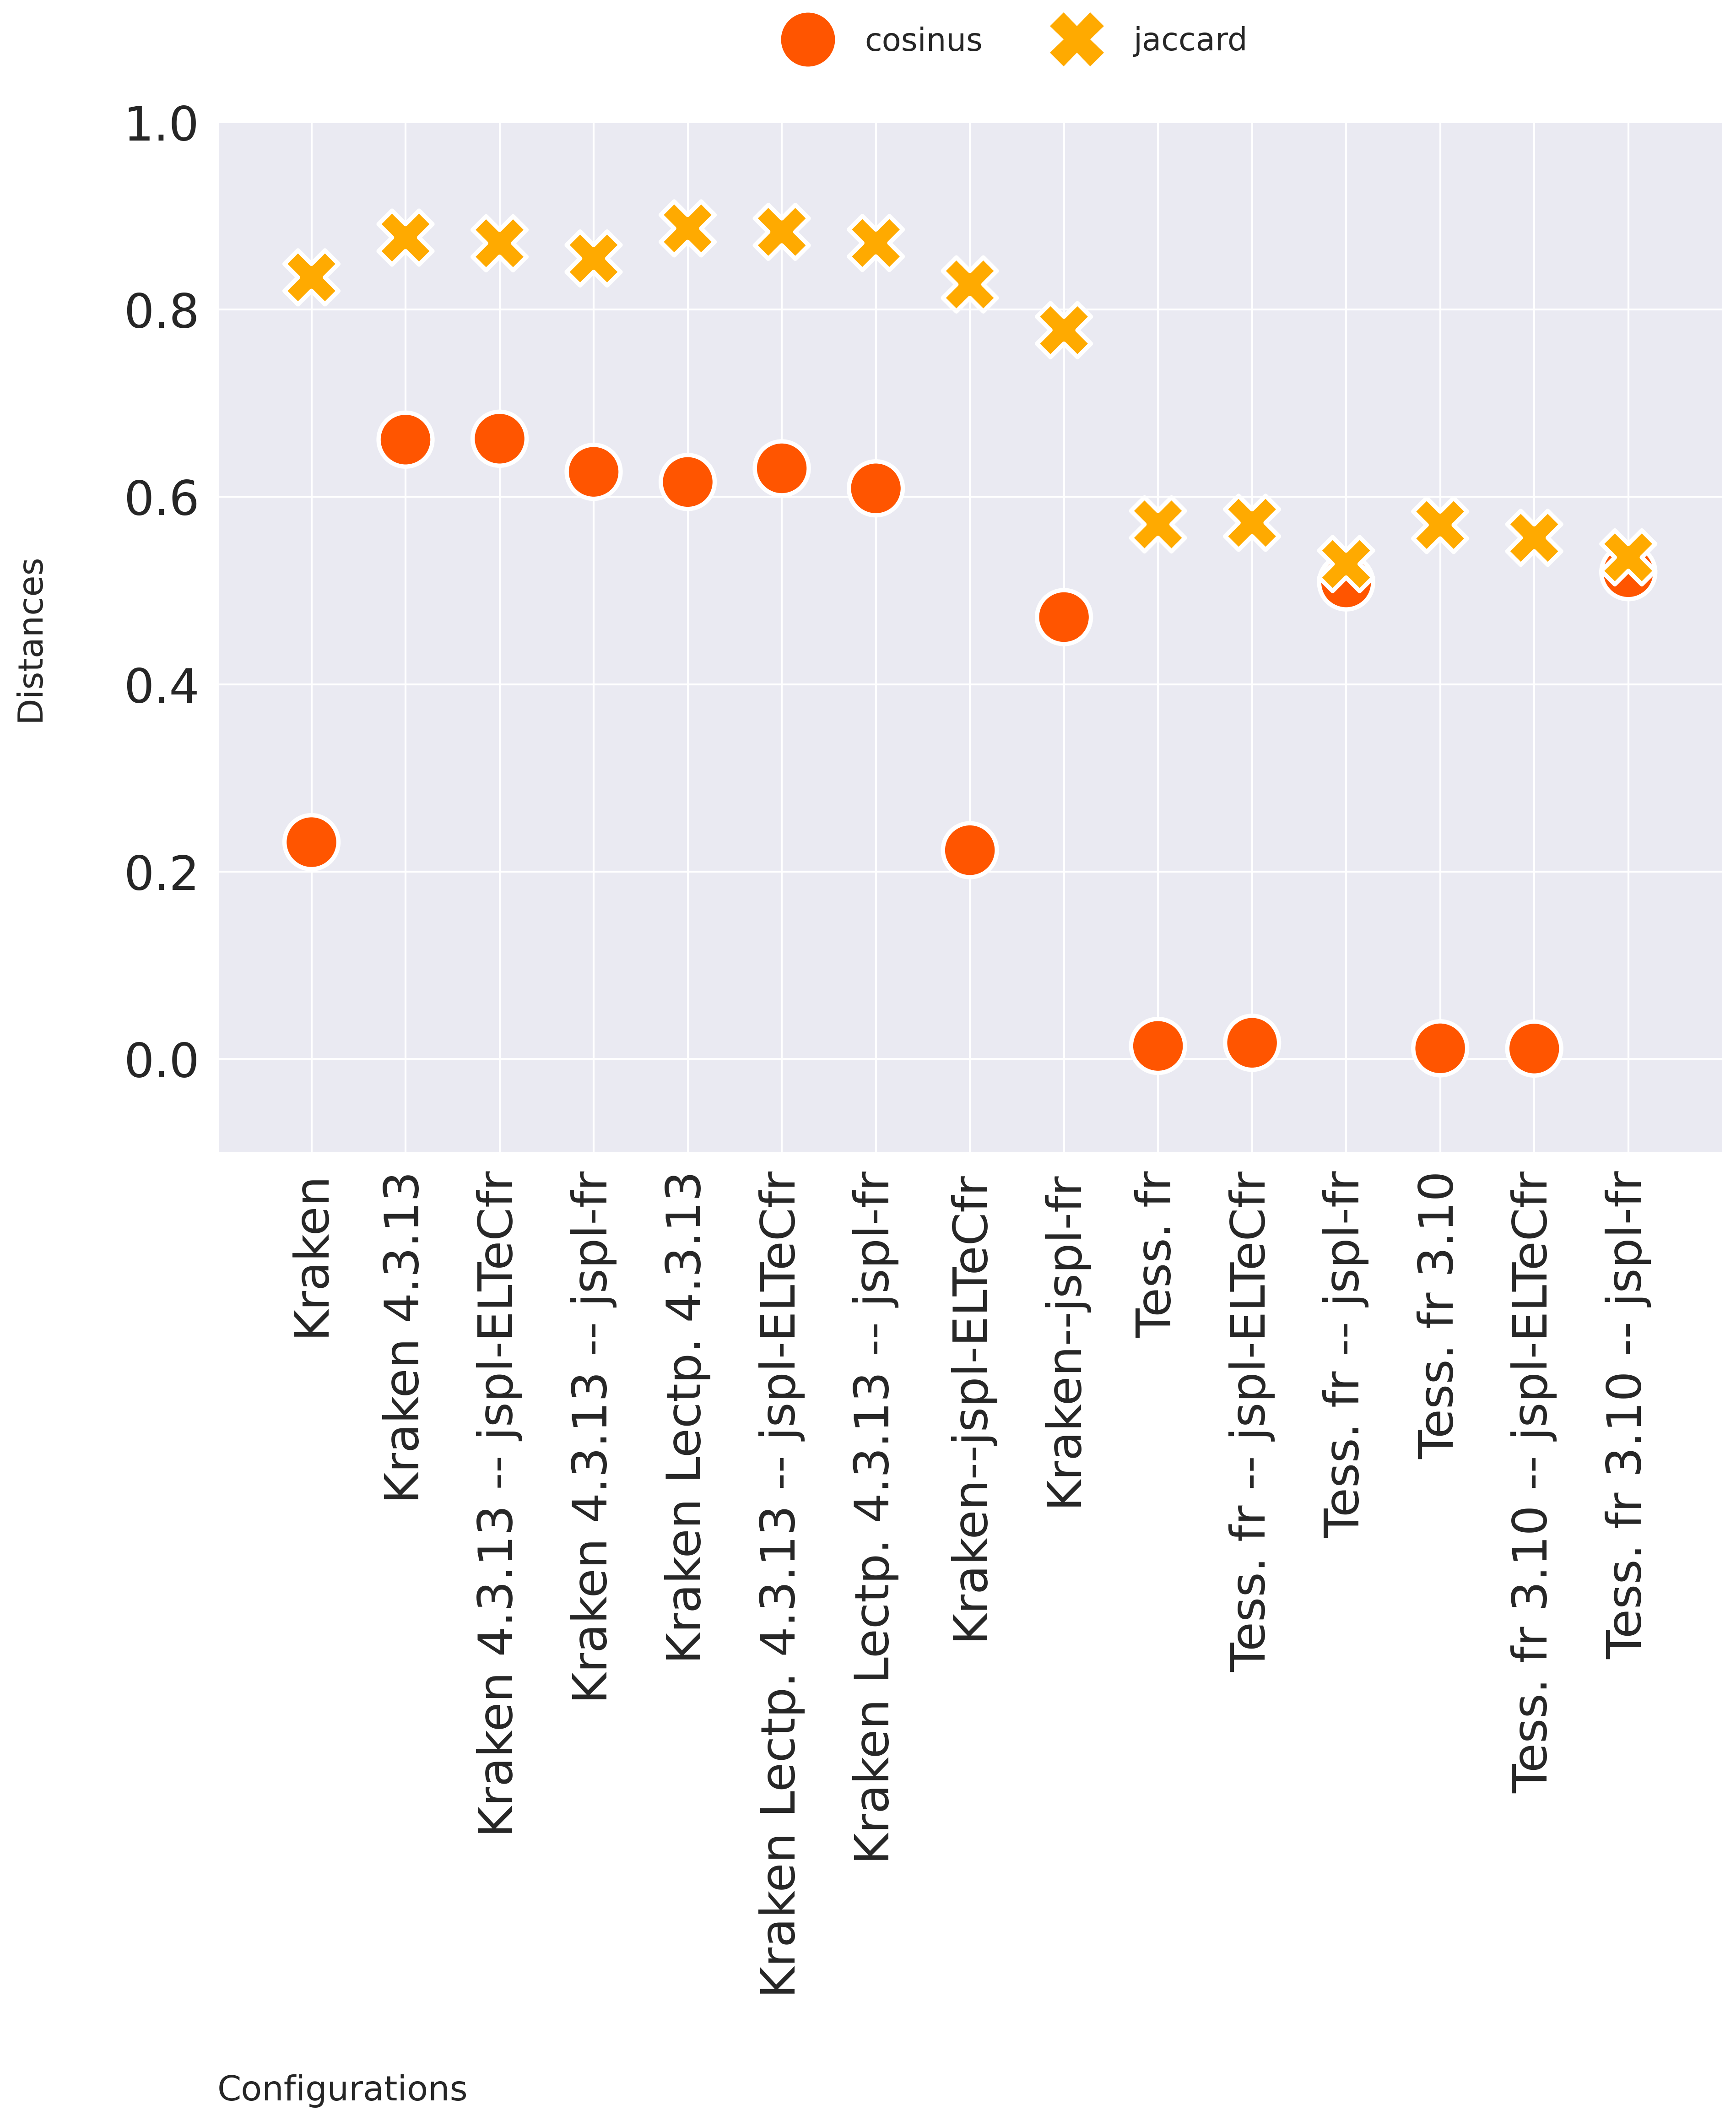 cosinus
jaccard
1.0
0.8
0.6
0.4
0.2
0.0
Distances
Kraken
Kraken 4.3.13
Kraken 4.3.13 -- jspl-ELTeCfr
Kraken 4.3.13 -- jspl-fr
Kraken Lectp. 4.3.13
Kraken Lectp. 4.3.13 -- jspl-ELTeCfr
Kraken Lectp. 4.3.13 -- jspl-fr
Kraken--jspl-ELTeCfr
Kraken--jspl-fr
Tess. fr
Tess. fr -- jspl-ELTeCfr
Tess. fr -- jspl-fr
Tess. fr 3.10
Tess. fr 3.10 -- jspl-ELTeCfr
Tess. fr 3.10 -- jspl-fr
Configurations